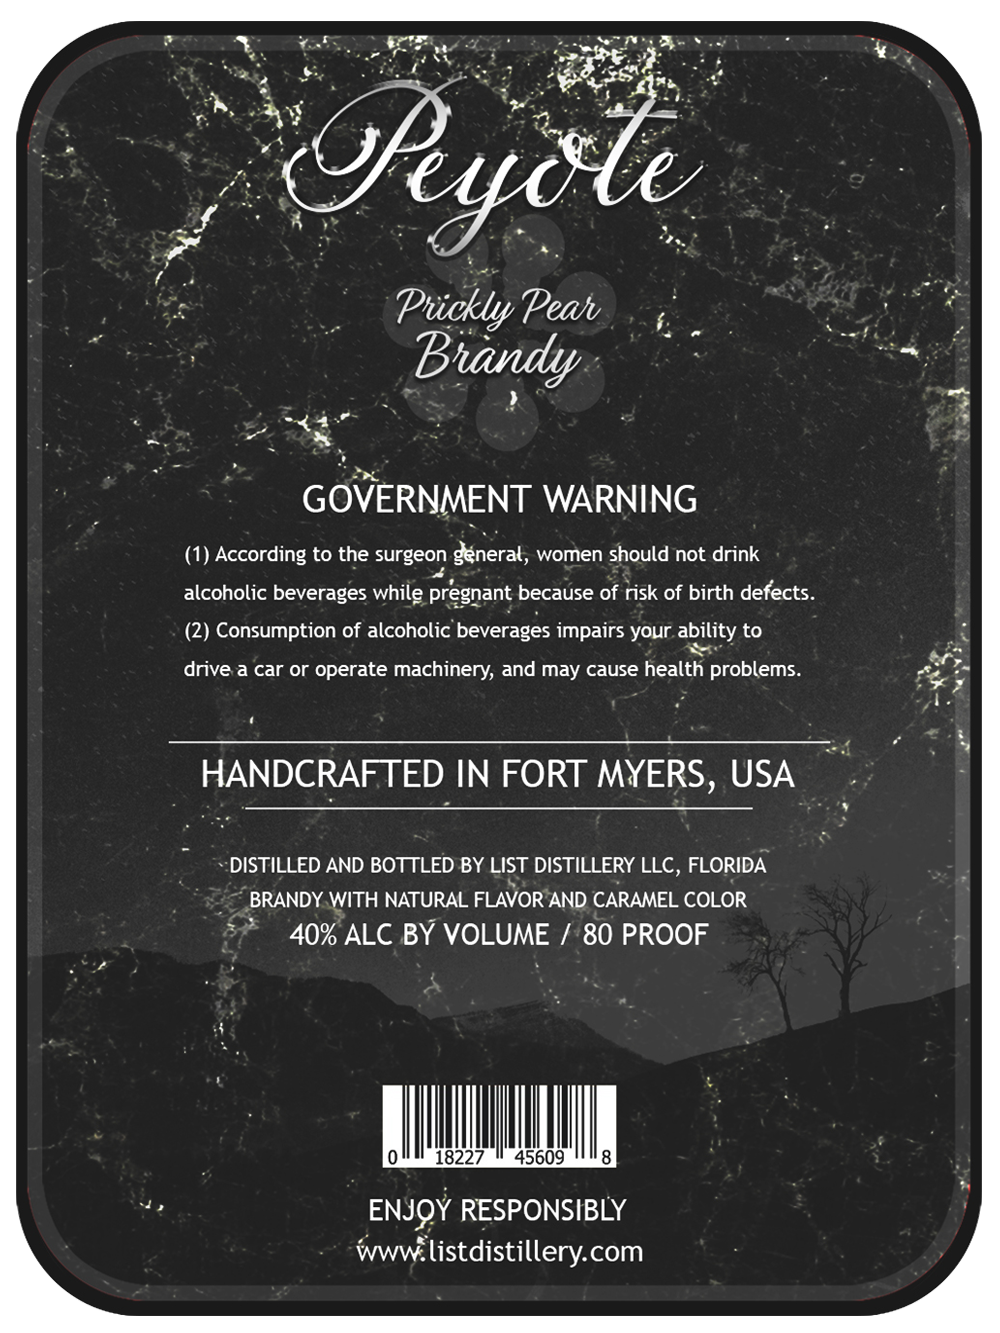 Peyote
Prickly Pear
Brandy
GOVERNMENT WARNING
(1) According to the surgeon general, women should not drink
alcoholic beverages while pregnant because of risk of birth defects.
(2) Consumption of alcoholic beverages impairs your ability to
drive a car or operate machinery, and may cause health problems.
HANDCRAFTED IN FORT MYERS, USA
DISTILLED AND BOTTLED BY LIST DISTILLERY LLC, FLORIDA
BRANDY WITH NATURAL FLAVOR AND CARAMEL COLOR
40% ALC BY VOLUME / 80 PROOF
0 18227 45609 8
ENJOY RESPONSIBLY
www.listdistillery.com